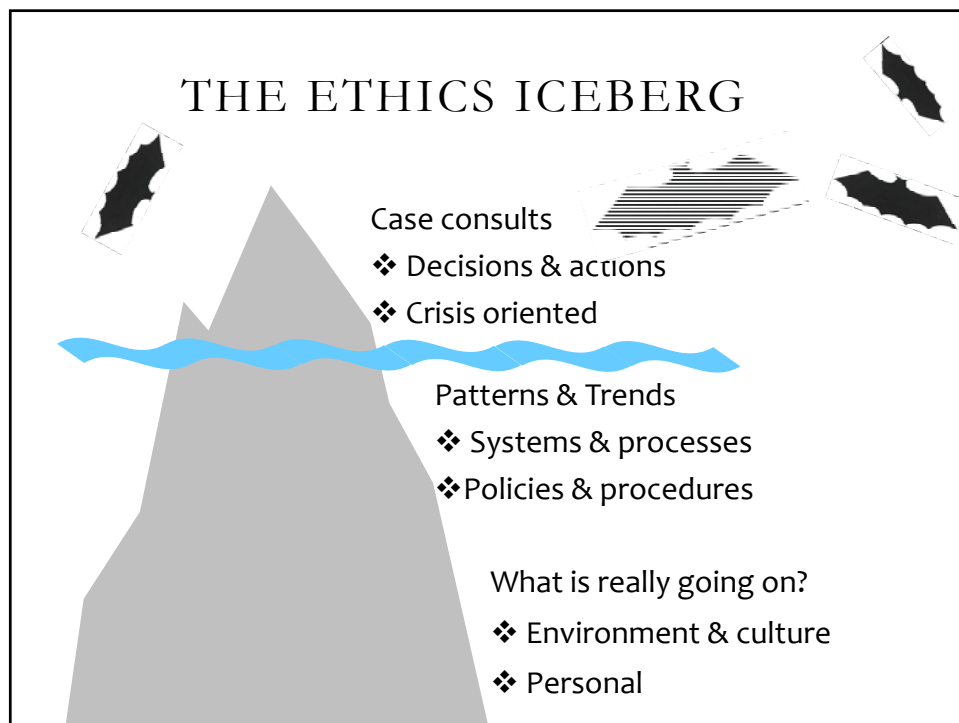 THE ETHICS ICEBERG
Case consults
❖ Decisions & actions
❖ Crisis oriented
Patterns & Trends
❖ Systems & processes
❖Policies & procedures
What is really going on?
❖ Environment & culture
❖ Personal